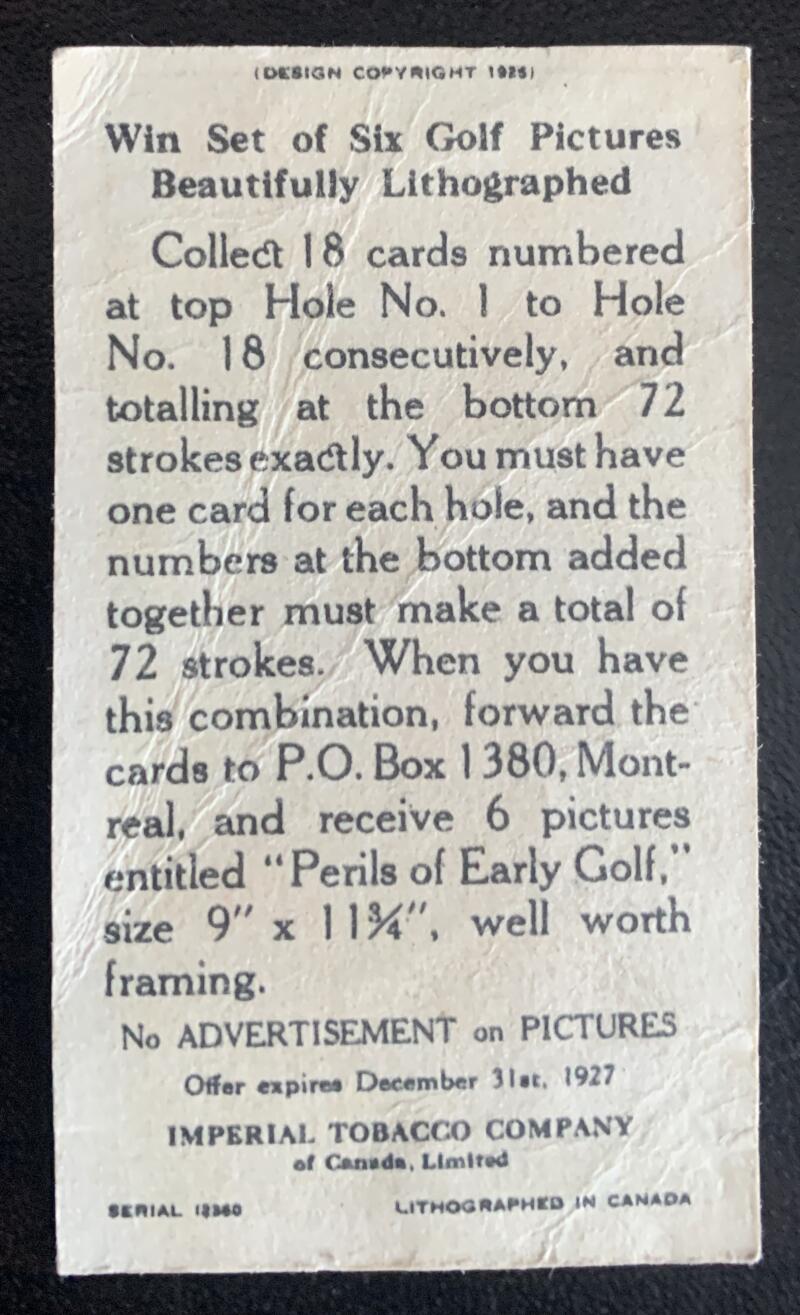 (DESIGN COPYRIGHT 1925)
Win Set of Six Golf Pictures
Beautifully Lithographed
Collect 18 cards numbered
at top Hole No. 1 to Hole
No. 18 consecutively, and
totalling at the bottom 72
strokes exactly. You must have
one card for each hole, and the
numbers at the bottom added
together must make a total of
72 strokes. When you have
this combination, forward the
cards to P.O. Box 1380, Mont-
real, and receive 6 pictures
entitled “Perils of Early Golf,”
size 9″ x 11¾″, well worth
framing.
No ADVERTISEMENT on PICTURES
Offer expires December 31st, 1927
IMPERIAL TOBACCO COMPANY
of Canada, Limited
SERIAL
LITHOGRAPHED IN CANADA